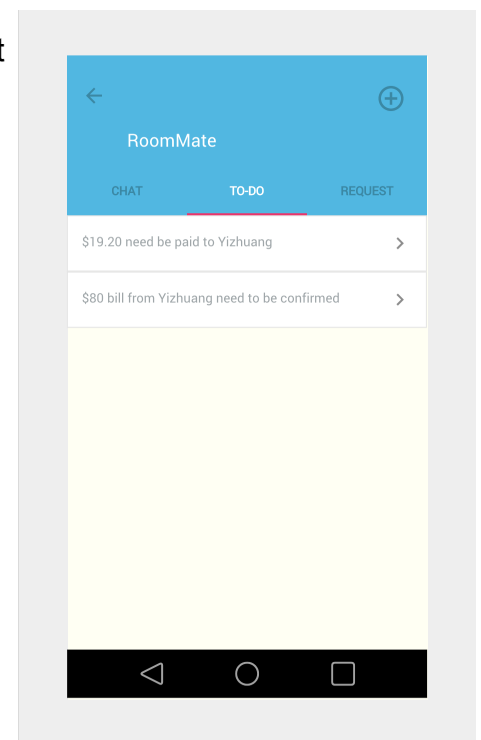 t
RoomMate
CHAT TO-DO REQUEST
$19.20 need be paid to Yizhuang
$80 bill from Yizhuang need to be confirmed